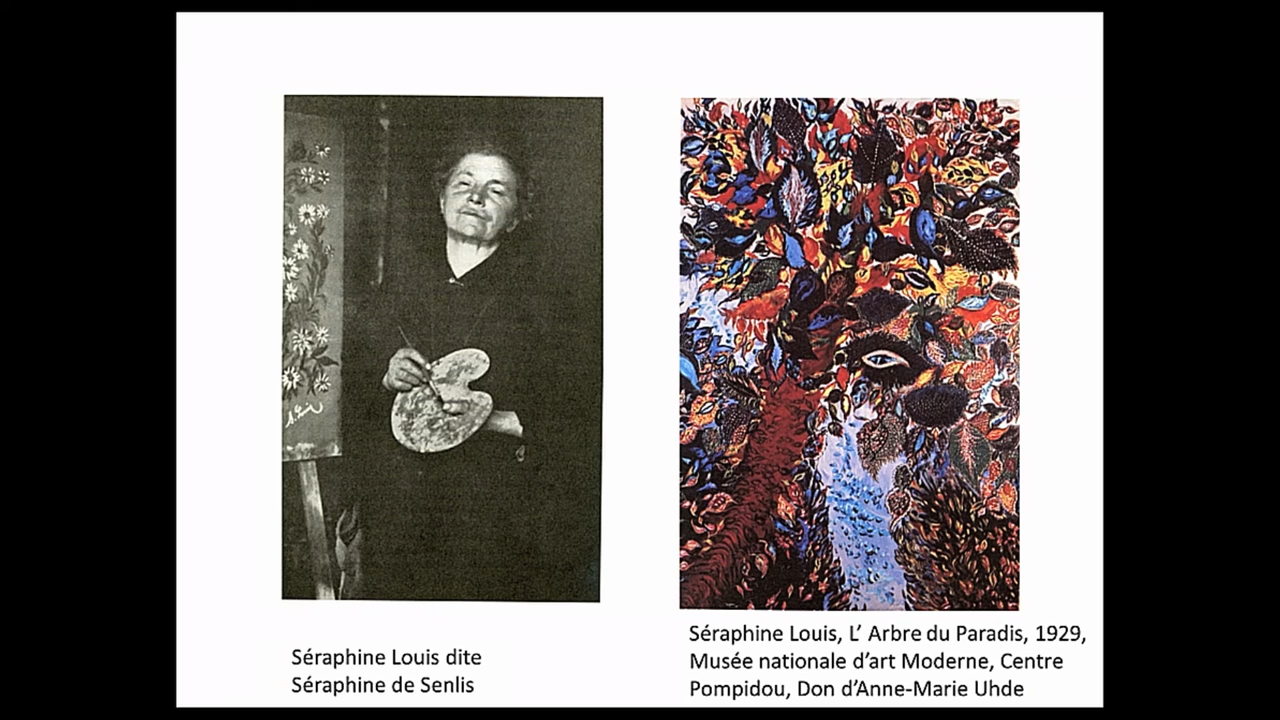 Séraphine Louis dite
Séraphine de Senlis
Séraphine Louis, L’ Arbre du Paradis, 1929,
Musée nationale d’art Moderne, Centre
Pompidou, Don d’Anne-Marie Uhde